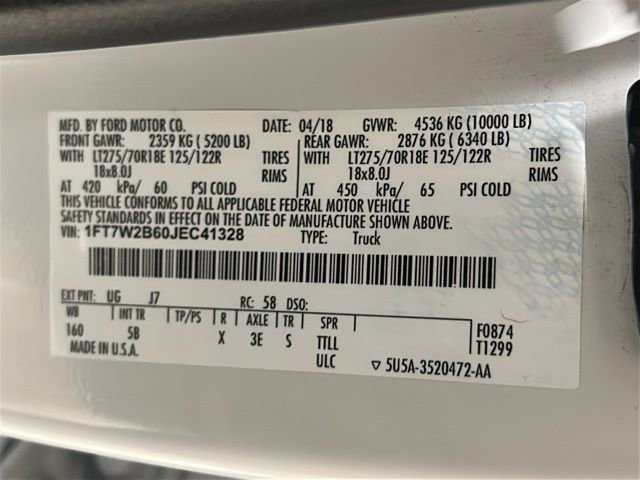 MFD. BY FORD MOTOR CO. DATE: 04/18 GVWR: 4536 KG (10000 LB)
FRONT GAWR: 2359 KG ( 5200 LB) REAR GAWR: 2876 KG ( 6340 LB)
WITH LT275/70R18E 125/122R TIRES WITH LT275/70R18E 125/122R TIRES
18x8.0J RIMS 18x8.0J RIMS
AT 420 kPa/ 60 PSI COLD AT 450 kPa/ 65 PSI COLD
THIS VEHICLE CONFORMS TO ALL APPLICABLE FEDERAL MOTOR VEHICLE
SAFETY STANDARDS IN EFFECT ON THE DATE OF MANUFACTURE SHOWN ABOVE.
VIN: 1FT7W2B60JEC41328 TYPE: Truck
EXT PNT: UG J7 RC: 58 DSO:
WB INT TR TP/PS R AXLE TR SPR F0874
160 5B X 3E S TTLL T1299
MADE IN U.S.A. ULC ▽ 5U5A-3520472-AA